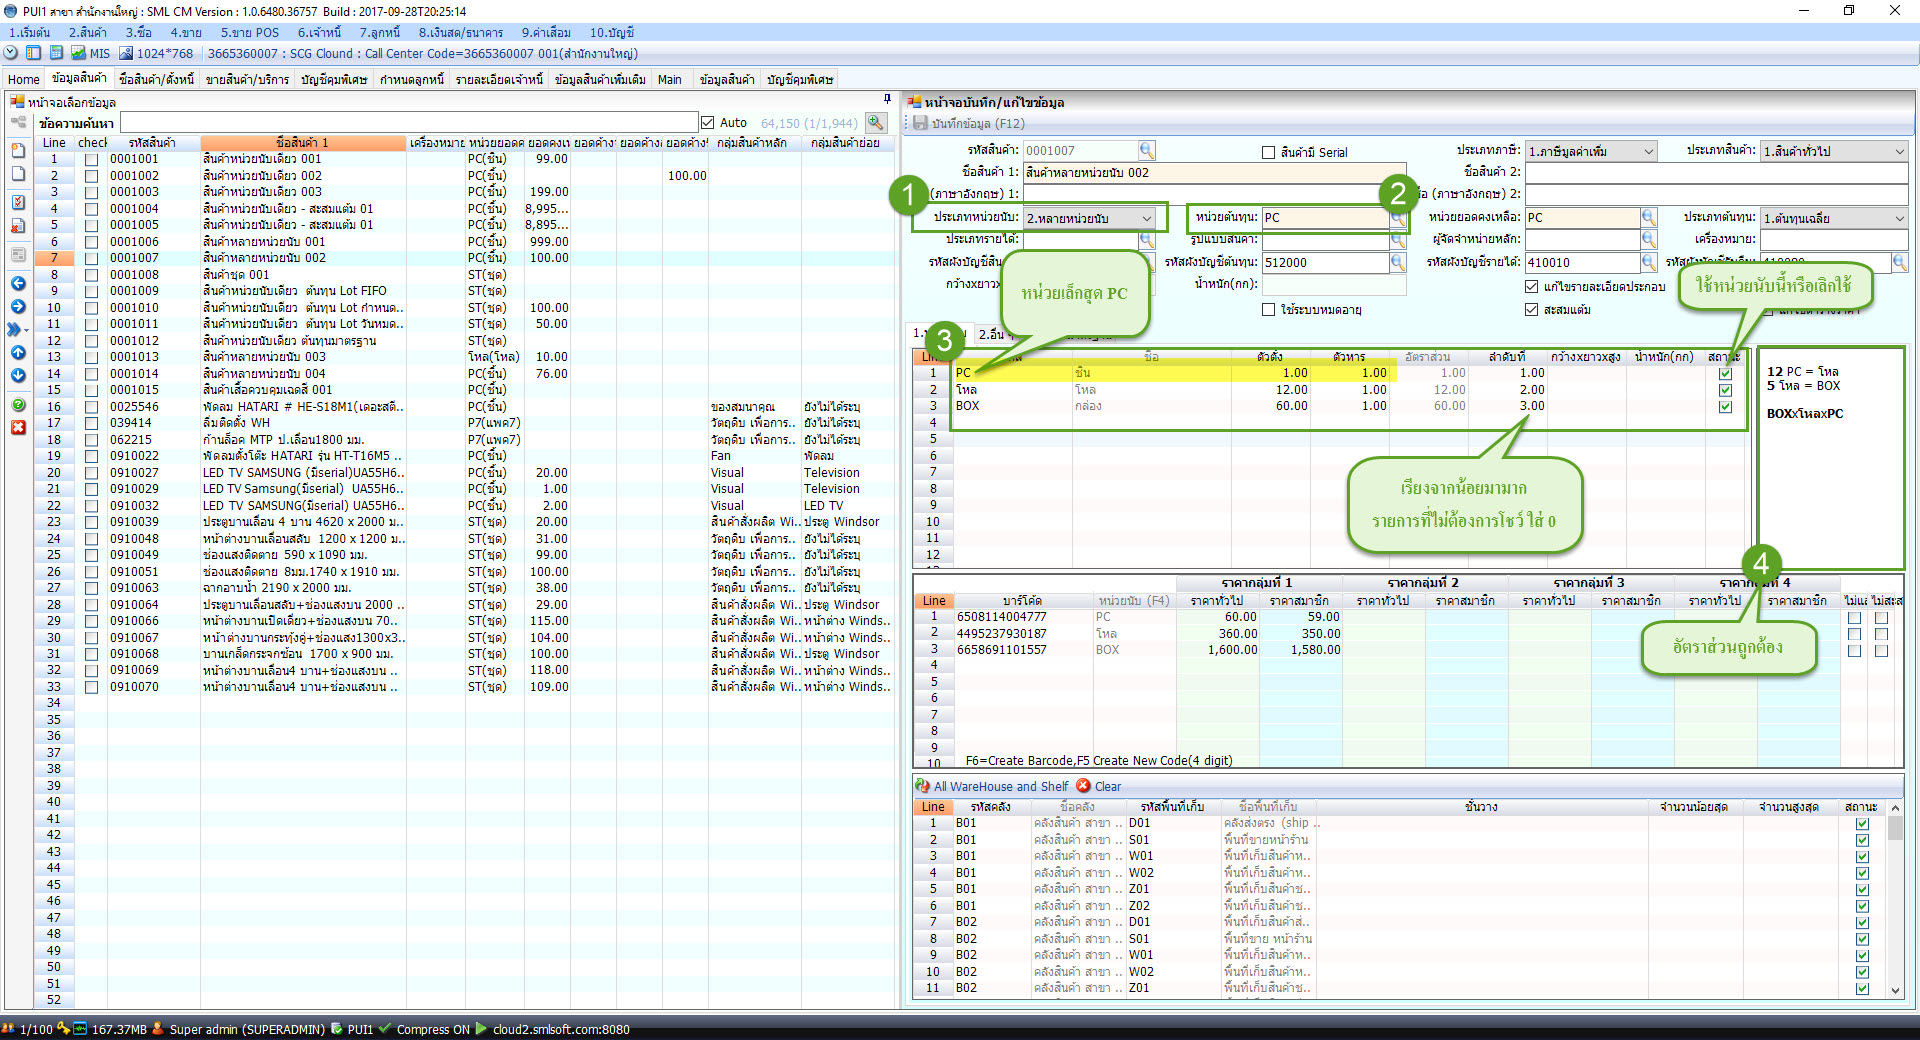 PUI1 สาขา สำนักงานใหญ่ : SML CM Version : 1.0.6480.36757  Build : 2017-09-28T20:25:14
1.เริ่มต้น 2.สินค้า 3.ซื้อ 4.ขาย 5.ขาย POS 6.เจ้าหนี้ 7.ลูกหนี้ 8.เงินสด/ธนาคาร 9.ค่าเสื่อม 10.บัญชี
MIS 1024*768 3665360007 : SCG Clound : Call Center Code=3665360007 001(สำนักงานใหญ่)
Home ข้อมูลสินค้า ซื้อสินค้า/ตั้งหนี้ ขายสินค้า/บริการ บัญชีคุมพิเศษ กำหนดลูกหนี้ รายละเอียดเจ้าหนี้ ข้อมูลสินค้าเพิ่มเติม Main ข้อมูลสินค้า บัญชีคุมพิเศษ
หน้าจอเลือกข้อมูล
ข้อความค้นหา Auto 64,150 (1/1,944)
Line check รหัสสินค้า ชื่อสินค้า 1 เครื่องหมาย หน่วยยอดค ยอดคงเ ยอดค้างา ยอดค้างเ ยอดค้าง กลุ่มสินค้าหลัก กลุ่มสินค้าย่อย
1 0001001 สินค้าหน่วยนับเดียว 001 PC(ชิ้น) 99.00
2 0001002 สินค้าหน่วยนับเดียว 002 PC(ชิ้น) 100.00
3 0001003 สินค้าหน่วยนับเดียว 003 PC(ชิ้น) 199.00
4 0001004 สินค้าหน่วยนับเดียว - สะสมแต้ม 01 PC(ชิ้น) 8,995...
5 0001005 สินค้าหน่วยนับเดียว - สะสมแต้ม 01 PC(ชิ้น) 8,895...
6 0001006 สินค้าหลายหน่วยนับ 001 PC(ชิ้น) 999.00
7 0001007 สินค้าหลายหน่วยนับ 002 PC(ชิ้น) 100.00
8 0001008 สินค้าชุด 001 ST(ชุด)
9 0001009 สินค้าหน่วยนับเดียว ต้นทุน Lot FIFO ST(ชุด)
10 0001010 สินค้าหน่วยนับเดียว ต้นทุน Lot กำหนด.. ST(ชุด) 100.00
11 0001011 สินค้าหน่วยนับเดียว ต้นทุน Lot วันหมด.. ST(ชุด) 50.00
12 0001012 สินค้าหน่วยนับเดียว ต้นทุนมาตรฐาน ST(ชุด)
13 0001013 สินค้าหลายหน่วยนับ 003 โหล(โหล) 10.00
14 0001014 สินค้าหลายหน่วยนับ 004 PC(ชิ้น) 76.00
15 0001015 สินค้าเสื้อควบคุมเฉดสี 001 PC(ชิ้น)
16 0025546 พัดลม HATARI # HE-S18M1(เดอะสตี.. PC(ชิ้น) ของสมนาคุณ ยังไม่ได้ระบุ
17 039414 ลิ้มติดตั้ง WH P7(แพค7) วัตถุดิบ เพื่อการ.. ยังไม่ได้ระบุ
18 062215 ก้านล็อค MTP ป.เลื่อน1800 มม. P7(แพค7) วัตถุดิบ เพื่อการ.. ยังไม่ได้ระบุ
19 0910022 พัดลมตั้งโต๊ะ HATARI รุ่น HT-T16M5 .. PC(ชิ้น) Fan พัดลม
20 0910027 LED TV SAMSUNG (มีserial)UA55H6.. PC(ชิ้น) 20.00 Visual Television
21 0910029 LED TV Samsung(มีserial) UA55H6.. PC(ชิ้น) 1.00 Visual Television
22 0910032 LED TV SAMSUNG(มีserial) UA55H6... PC(ชิ้น) 2.00 Visual LED TV
23 0910039 ประตูบานเลื่อน 4 บาน 4620 x 2000 ม.. ST(ชุด) 20.00 สินค้าสั่งผลิต Wi.. ประตู Windsor
24 0910048 หน้าต่างบานเลื่อนสลับ 1200 x 1200 ม.. ST(ชุด) 31.00 วัตถุดิบ เพื่อการ... ยังไม่ได้ระบุ
25 0910049 ช่องแสงติดตาย 590 x 1090 มม. ST(ชุด) 99.00 วัตถุดิบ เพื่อการ... ยังไม่ได้ระบุ
26 0910051 ช่องแสงติดตาย 8มม.1740 x 1910 มม. ST(ชุด) 100.00 วัตถุดิบ เพื่อการ.. ยังไม่ได้ระบุ
27 0910063 ฉากอาบน้ำ 2190 x 2000 มม. ST(ชุด) 38.00 วัตถุดิบ เพื่อการ.. ยังไม่ได้ระบุ
28 0910064 ประตูบานเลื่อนสลับ+ช่องแสงบน 2000 .. ST(ชุด) 29.00 สินค้าสั่งผลิต Wi.. ประตู Windsor
29 0910066 หน้าต่างบานเปิดเดี่ยว+ช่องแสงบน 70.. ST(ชุด) 115.00 สินค้าสั่งผลิต Wi.. หน้าต่าง Winds..
30 0910067 หน้าต่างบานกระทุ้งคู่+ช่องแสง1300x3.. ST(ชุด) 104.00 สินค้าสั่งผลิต Wi.. หน้าต่าง Winds..
31 0910068 บานเกล็ดกระจกซ้อน 1700 x 900 มม. ST(ชุด) 100.00 สินค้าสั่งผลิต Wi.. ประตู Windsor
32 0910069 หน้าต่างบานเลื่อน4 บาน+ช่องแสงบน .. ST(ชุด) 118.00 สินค้าสั่งผลิต Wi.. หน้าต่าง Winds..
33 0910070 หน้าต่างบานเลื่อน4 บาน+ช่องแสงบน .. ST(ชุด) 109.00 สินค้าสั่งผลิต Wi.. หน้าต่าง Winds..
34
35
36
37
38
39
40
41
42
43
44
45
46
47
48
49
50
51
52
หน้าจอบันทึก/แก้ไขข้อมูล
บันทึกข้อมูล (F12)
รหัสสินค้า: 0001007 สินค้ามี Serial ประเภทภาษี: 1.ภาษีมูลค่าเพิ่ม ประเภทสินค้า: 1.สินค้าทั่วไป
ชื่อสินค้า 1: สินค้าหลายหน่วยนับ 002 ชื่อสินค้า 2:
1 (ภาษาอังกฤษ) 1: 2 (ภาษาอังกฤษ) 2:
ประเภทหน่วยนับ: 2.หลายหน่วยนับ หน่วยต้นทุน: PC หน่วยยอดคงเหลือ: PC ประเภทต้นทุน: 1.ต้นทุนเฉลี่ย
ประเภทรายได้: รูปแบบสินค้า: ผู้จัดจำหน่ายหลัก: เครื่องหมาย:
รหัสผังบัญชีสิน รหัสผังบัญชีต้นทุน: 512000 รหัสผังบัญชีรายได้: 410010
กว้างxยาวx น้ำหนัก(กก): แก้ไขรายละเอียดประกอบ
ใช้ระบบหมดอายุ สะสมแต้ม
หน่วยเล็กสุด PC
ใช้หน่วยนับนี้หรือเลิกใช้
3
Line ชื่อ ตัวตั้ง ตัวหาร อัตราส่วน ลำดับที่ กว้างxยาวxสูง น้ำหนัก(กก) สถานะ
1 PC ชิ้น 1.00 1.00 1.00 1.00
2 โหล โหล 12.00 1.00 12.00 2.00
3 BOX กล่อง 60.00 1.00 60.00 3.00
4
5
6
7
8
9
10
11
12
12 PC = โหล
5 โหล = BOX
BOXxโหลxPC
เรียงจากน้อยมามาก
รายการที่ไม่ต้องการโชว์ ใส่ 0
4
ราคากลุ่มที่ 1 ราคากลุ่มที่ 2 ราคากลุ่มที่ 3 ราคากลุ่มที่ 4
Line บาร์โค้ด หน่วยนับ (F4) ราคาทั่วไป ราคาสมาชิก ราคาทั่วไป ราคาสมาชิก ราคาทั่วไป ราคาสมาชิก ราคาทั่วไป ราคาสมาชิก
1 6508114004777 PC 60.00 59.00
2 4495237930187 โหล 360.00 350.00
3 6658691101557 BOX 1,600.00 1,580.00
4
5
6
7
8
9
10 F6=Create Barcode,F5 Create New Code(4 digit)
อัตราส่วนถูกต้อง
All WareHouse and Shelf Clear
Line รหัสคลัง ชื่อคลัง รหัสพื้นที่เก็บ ชื่อพื้นที่เก็บ ชั้นวาง จำนวนน้อยสุด จำนวนสูงสุด สถานะ
1 B01 คลังสินค้า สาขา .. D01 คลังส่งตรง (ship ..
2 B01 คลังสินค้า สาขา .. S01 พื้นที่ขายหน้าร้าน
3 B01 คลังสินค้า สาขา .. W01 พื้นที่เก็บสินค้าห..
4 B01 คลังสินค้า สาขา .. W02 พื้นที่เก็บสินค้าห..
5 B01 คลังสินค้า สาขา .. Z01 พื้นที่เก็บสินค้าช..
6 B01 คลังสินค้า สาขา .. Z02 พื้นที่เก็บสินค้าช..
7 B02 คลังสินค้า สาขา .. D01 พื้นที่เก็บสินค้าส่..
8 B02 คลังสินค้า สาขา .. S01 พื้นที่ขาย หน้าร้าน
9 B02 คลังสินค้า สาขา .. W01 พื้นที่เก็บสินค้าห..
10 B02 คลังสินค้า สาขา .. W02 พื้นที่เก็บสินค้าห..
11 B02 คลังสินค้า สาขา .. Z01 พื้นที่เก็บสินค้าช..
1/100 167.37MB Super admin (SUPERADMIN) PUI1 Compress ON cloud2.smlsoft.com:8080